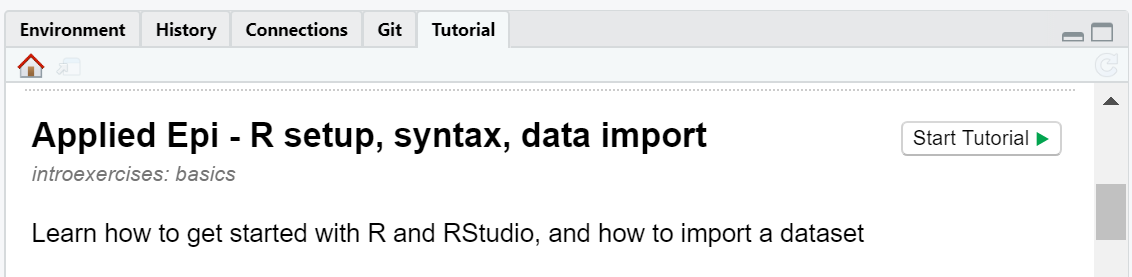 Environment History Connections Git Tutorial
Applied Epi - R setup, syntax, data import
Start Tutorial
introexercises: basics
Learn how to get started with R and RStudio, and how to import a dataset